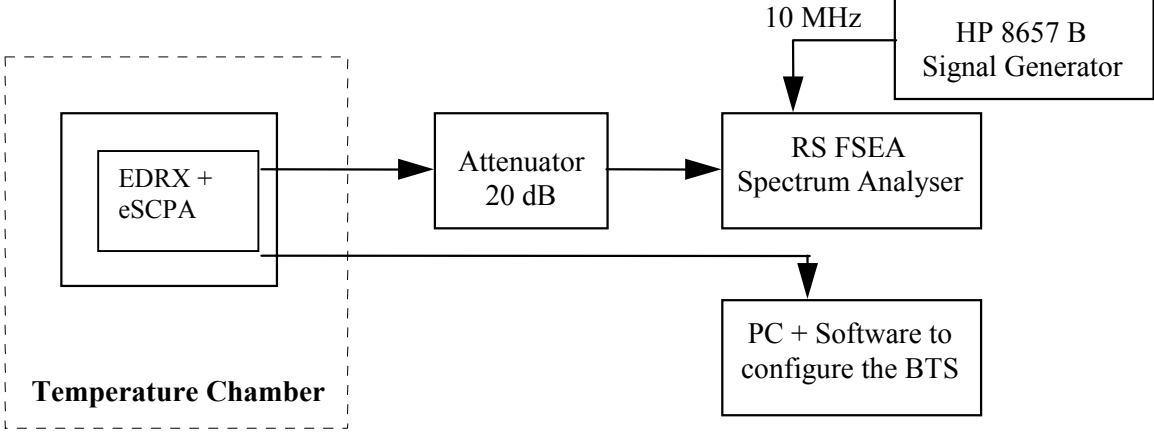 10 MHz
HP 8657 B
Signal Generator
EDRX +
eSCPA
Attenuator
20 dB
RS FSEA
Spectrum Analyser
PC + Software to
configure the BTS
Temperature Chamber